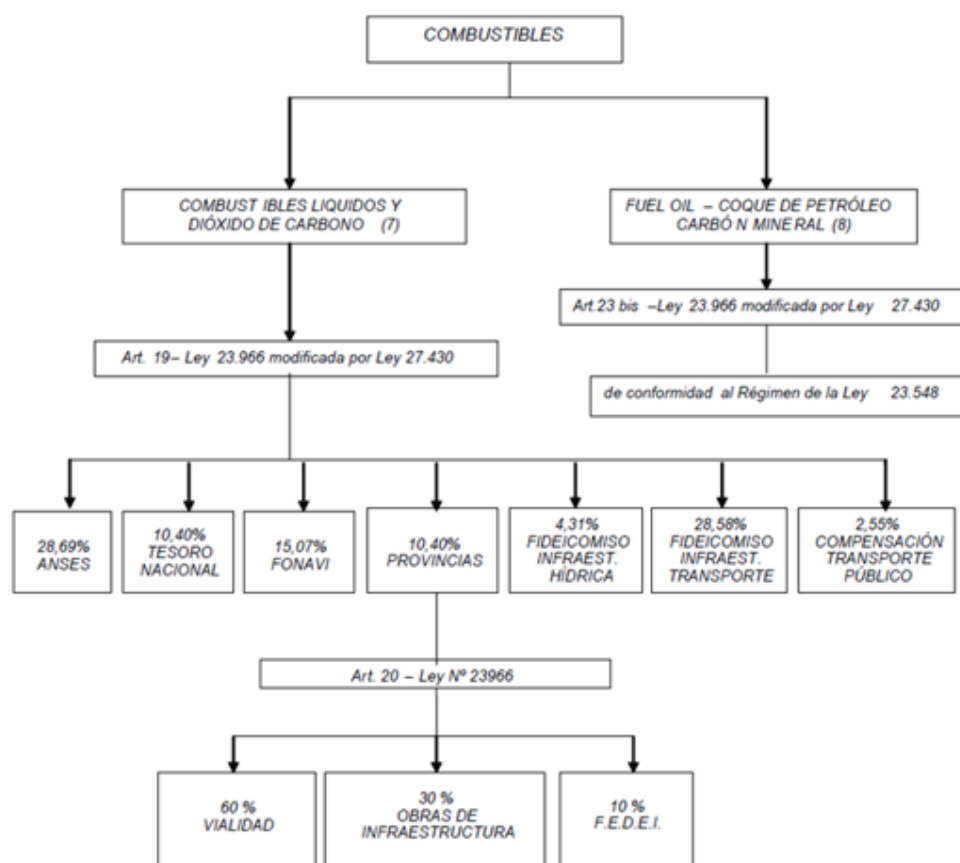 COMBUSTIBLES
COMBUST IBLES LIQUIDOS Y
DIÓXIDO DE CARBONO (7)
FUEL OIL – COQUE DE PETRÓLEO
CARBÓ N MINERAL (8)
Art.23 bis –Ley 23.966 modificada por Ley 27.430
Art. 19– Ley 23.966 modificada por Ley 27.430
de conformidad al Régimen de la Ley 23.548
28,69%
ANSES
10,40%
TESORO
NACIONAL
15,07%
FONAVI
10,40%
PROVINCIAS
4,31%
FIDEICOMISO
INFRAEST.
HÍDRICA
28,58%
FIDEICOMISO
INFRAEST.
TRANSPORTE
2,55%
COMPENSACIÓN
TRANSPORTE
PÚBLICO
Art. 20 – Ley Nº 23966
60 %
VIALIDAD
30 %
OBRAS DE
INFRAESTRUCTURA
10 %
F.E.D.E.I.